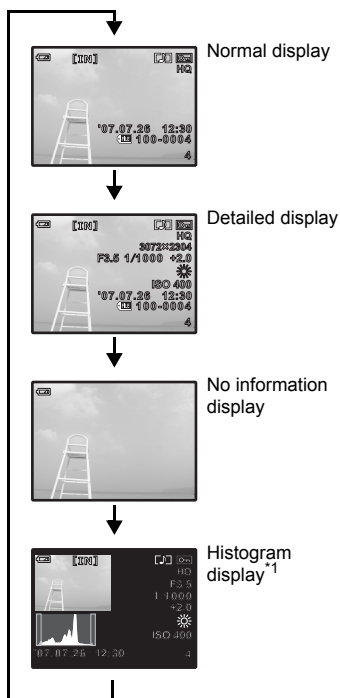 [IN]
HQ
'07.07.26 12:30
100-0004
4
Normal display
[IN]
HQ
3072×2304
F3.5 1/1000 +2.0
ISO 400
'07.07.26 12:30
100-0004
4
Detailed display
No information
display
[IN]
HQ
F3.5
1/1000
+2.0
ISO 400
'07.07.26 12:30
4
Histogram
display*1